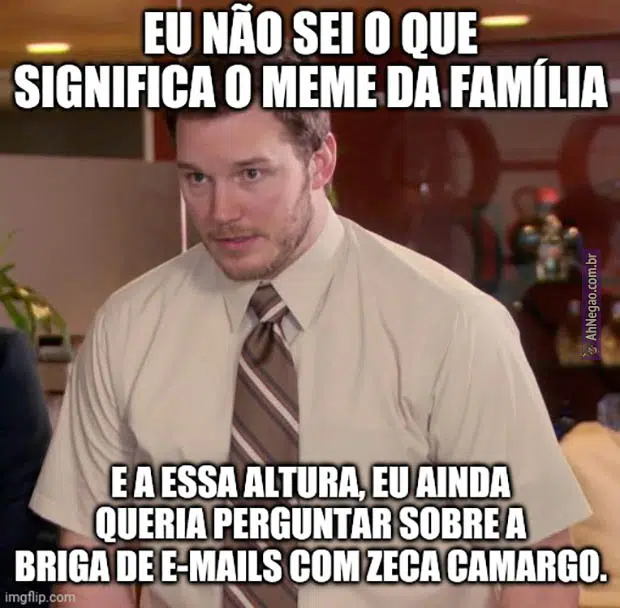 EU NÃO SEI O QUE
SIGNIFICA O MEME DA FAMÍLIA
AhNegao.com.br
E A ESSA ALTURA, EU AINDA
QUERIA PERGUNTAR SOBRE A
BRIGA DE E-MAILS COM ZECA CAMARGO.
imgflip.com